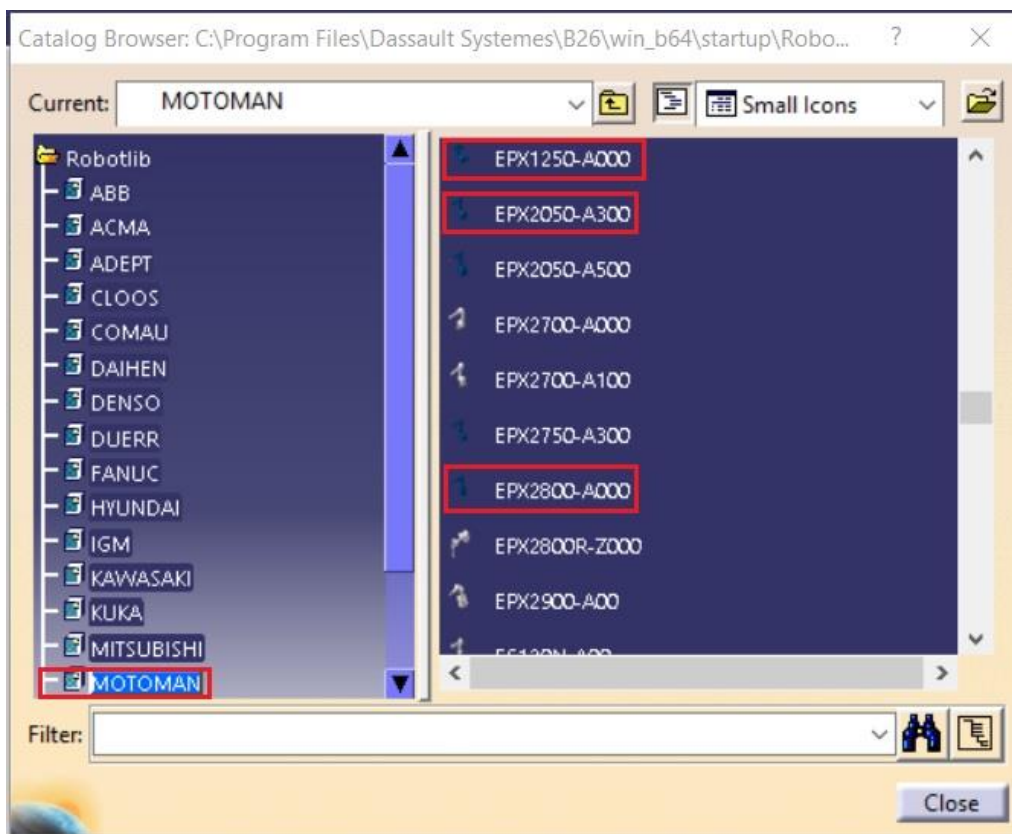 Catalog Browser: C:\Program Files\Dassault Systemes\B26\win_b64\startup\Robo... ? ×
Current: MOTOMAN Small Icons
Robotlib
ABB
ACMA
ADEPT
CLOOS
COMAU
DAIHEN
DENSO
DUERR
FANUC
HYUNDAI
IGM
KAWASAKI
KUKA
MITSUBISHI
MOTOMAN
EPX1250-A000
EPX2050-A300
EPX2050-A500
EPX2700-A000
EPX2700-A100
EPX2750-A300
EPX2800-A000
EPX2800R-Z000
EPX2900-A00
Filter:
Close